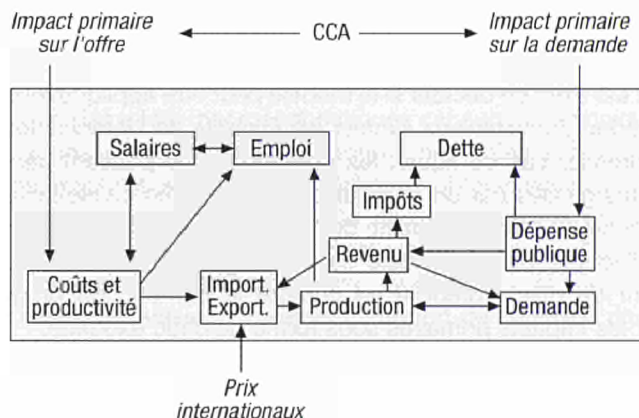 Impact primaire
sur l'offre
CCA
Impact primaire
sur la demande
Salaires
Emploi
Dette
Impôts
Dépense
publique
Revenu
Coûts et
productivité
Import.
Export.
Production
Demande
Prix
internationaux